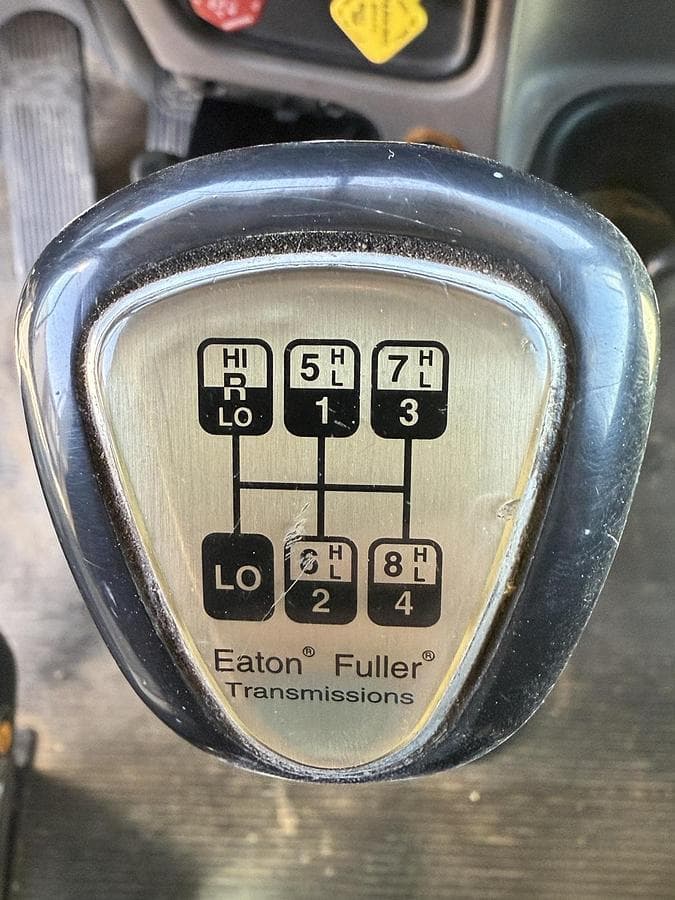 HI 5 H 7 H
R L L
LO 1 3
LO 6 H 8 H
L L
2 4
Eaton® Fuller®
Transmissions